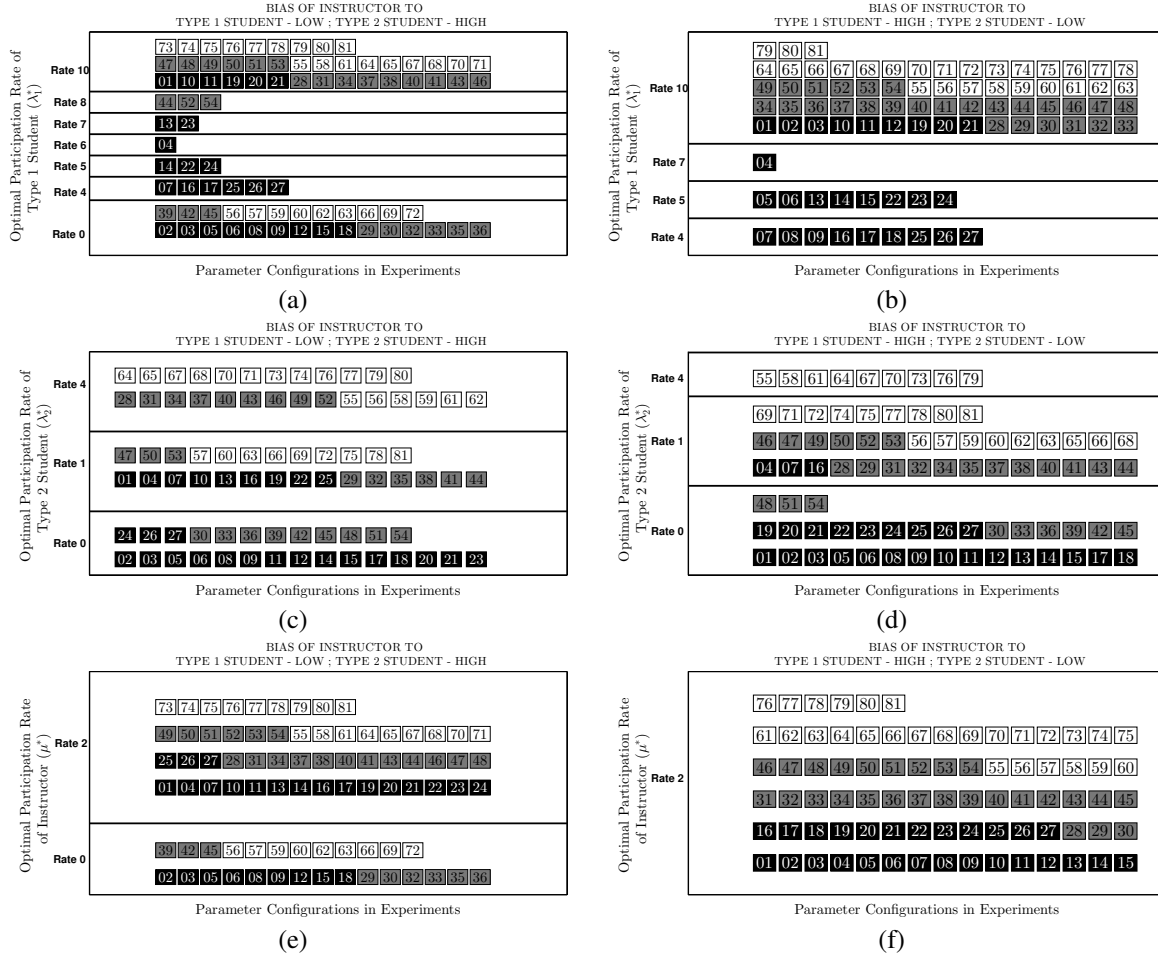 BIAS OF INSTRUCTOR TO
TYPE 1 STUDENT - LOW ; TYPE 2 STUDENT - HIGH
Optimal Participation Rate of
Type 1 Student (λ₁*)
73 74 75 76 77 78 79 80 81
Rate 10
47 48 49 50 51 53 55 58 61 64 65 67 68 70 71
01 10 11 19 20 21 28 31 34 37 38 40 41 43 46
Rate 8
44 52 54
Rate 7
13 23
Rate 6
04
Rate 5
14 22 24
Rate 4
07 16 17 25 26 27
39 42 45 56 57 59 60 62 63 66 69 72
Rate 0
02 03 05 06 08 09 12 15 18 29 30 32 33 35 36
Parameter Configurations in Experiments
(a)
BIAS OF INSTRUCTOR TO
TYPE 1 STUDENT - HIGH ; TYPE 2 STUDENT - LOW
Optimal Participation Rate of
Type 1 Student (λ₁*)
79 80 81
64 65 66 67 68 69 70 71 72 73 74 75 76 77 78
Rate 10
49 50 51 52 53 54 55 56 57 58 59 60 61 62 63
34 35 36 37 38 39 40 41 42 43 44 45 46 47 48
01 02 03 10 11 12 19 20 21 28 29 30 31 32 33
Rate 7
04
Rate 5
05 06 13 14 15 22 23 24
Rate 4
07 08 09 16 17 18 25 26 27
Parameter Configurations in Experiments
(b)
BIAS OF INSTRUCTOR TO
TYPE 1 STUDENT - LOW ; TYPE 2 STUDENT - HIGH
Optimal Participation Rate of
Type 2 Student (λ₂*)
64 65 67 68 70 71 73 74 76 77 79 80
Rate 4
28 31 34 37 40 43 46 49 52 55 56 58 59 61 62
47 50 53 57 60 63 66 69 72 75 78 81
Rate 1
01 04 07 10 13 16 19 22 25 29 32 35 38 41 44
24 26 27 30 33 36 39 42 45 48 51 54
Rate 0
02 03 05 06 08 09 11 12 14 15 17 18 20 21 23
Parameter Configurations in Experiments
(c)
BIAS OF INSTRUCTOR TO
TYPE 1 STUDENT - HIGH ; TYPE 2 STUDENT - LOW
Optimal Participation Rate of
Type 2 Student (λ₂*)
Rate 4
55 58 61 64 67 70 73 76 79
69 71 72 74 75 77 78 80 81
Rate 1
46 47 49 50 52 53 56 57 59 60 62 63 65 66 68
04 07 16 28 29 31 32 34 35 37 38 40 41 43 44
48 51 54
Rate 0
19 20 21 22 23 24 25 26 27 30 33 36 39 42 45
01 02 03 05 06 08 09 10 11 12 13 14 15 17 18
Parameter Configurations in Experiments
(d)
BIAS OF INSTRUCTOR TO
TYPE 1 STUDENT - LOW ; TYPE 2 STUDENT - HIGH
Optimal Participation Rate
of Instructor (μ*)
73 74 75 76 77 78 79 80 81
Rate 2
49 50 51 52 53 54 55 58 61 64 65 67 68 70 71
25 26 27 28 31 34 37 38 40 41 43 44 46 47 48
01 04 07 10 11 13 14 16 17 19 20 21 22 23 24
Rate 0
39 42 45 56 57 59 60 62 63 66 69 72
02 03 05 06 08 09 12 15 18 29 30 32 33 35 36
Parameter Configurations in Experiments
(e)
BIAS OF INSTRUCTOR TO
TYPE 1 STUDENT - HIGH ; TYPE 2 STUDENT - LOW
Optimal Participation Rate
of Instructor (μ*)
76 77 78 79 80 81
61 62 63 64 65 66 67 68 69 70 71 72 73 74 75
Rate 2
46 47 48 49 50 51 52 53 54 55 56 57 58 59 60
31 32 33 34 35 36 37 38 39 40 41 42 43 44 45
16 17 18 19 20 21 22 23 24 25 26 27 28 29 30
01 02 03 04 05 06 07 08 09 10 11 12 13 14 15
Parameter Configurations in Experiments
(f)